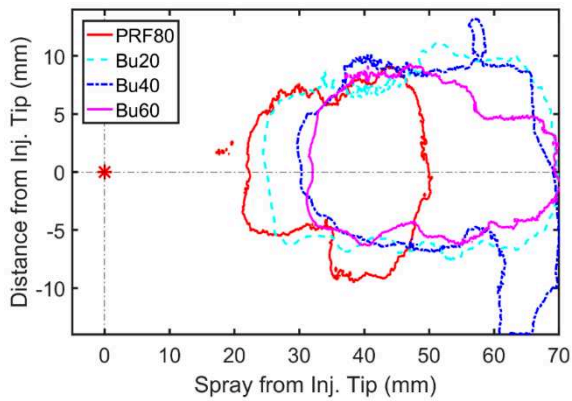 PRF80
Bu20
Bu40
Bu60
10
5
0
-5
-10
Distance from Inj. Tip (mm)
0 10 20 30 40 50 60 70
Spray from Inj. Tip (mm)